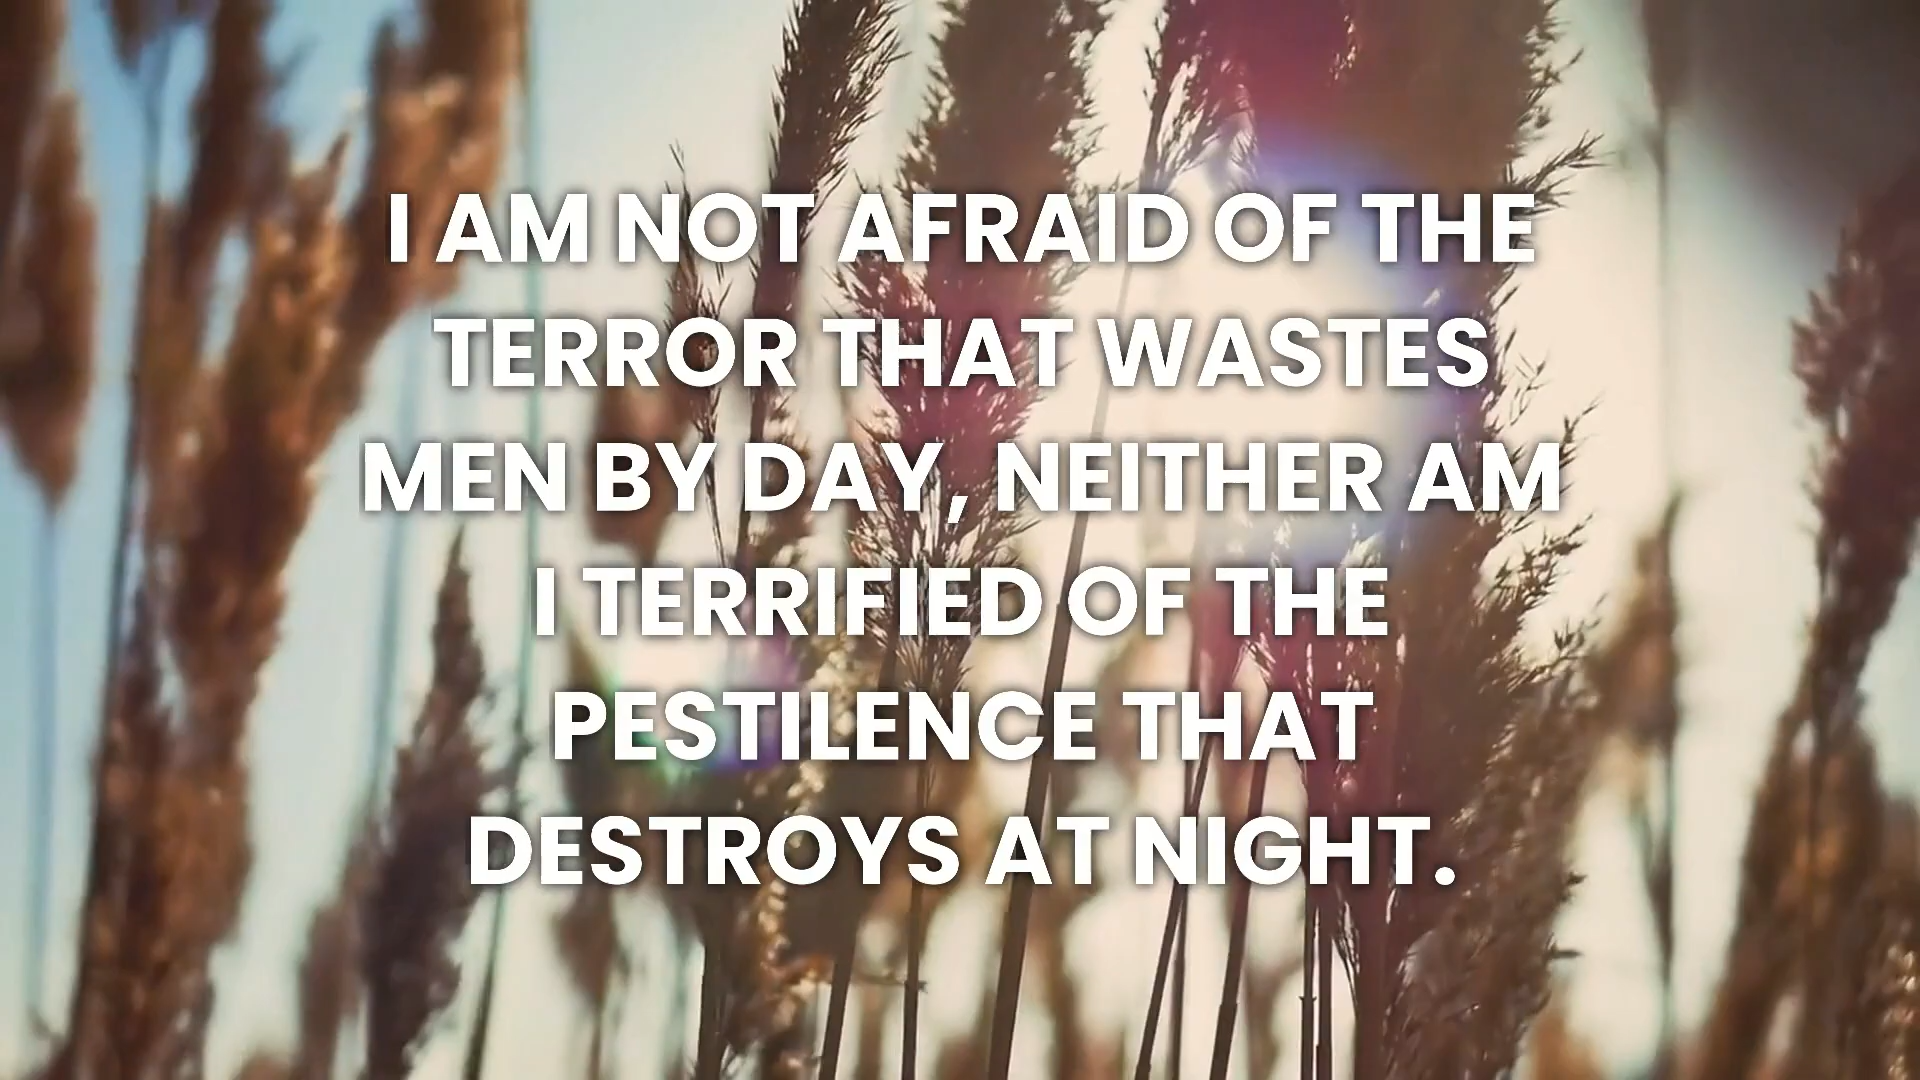 I AM NOT AFRAID OF THE
TERROR THAT WASTES
MEN BY DAY, NEITHER AM
I TERRIFIED OF THE
PESTILENCE THAT
DESTROYS AT NIGHT.